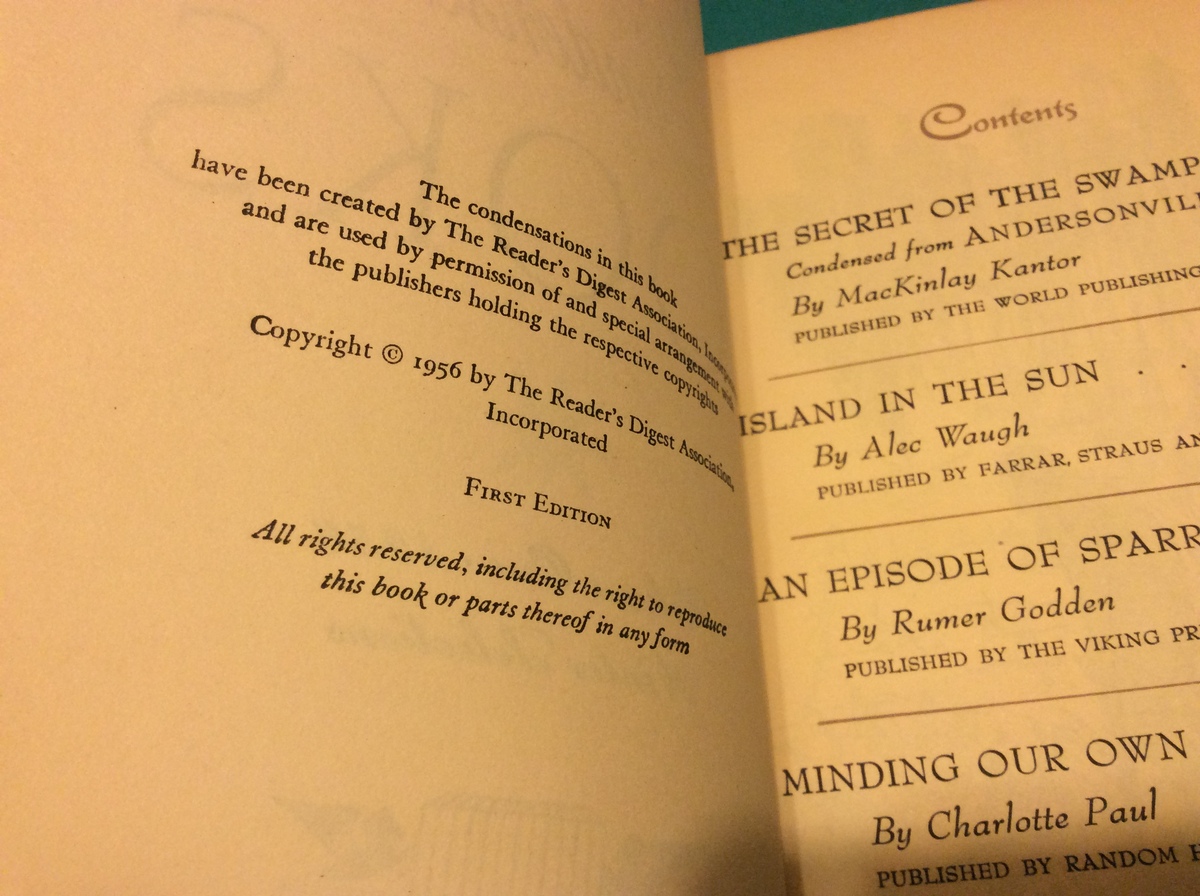 The condensations in this book
have been created by The Reader's Digest Association,
and are used by permission of and special arrangement with
the publishers holding the respective copyrights
Copyright © 1956 by The Reader's Digest Association,
Incorporated
FIRST EDITION
All rights reserved, including the right to reproduce
this book or parts thereof in any form
Contents
THE SECRET OF THE SWAMP
Condensed from ANDERSONVILL
By MacKinlay Kantor
PUBLISHED BY THE WORLD PUBLISHING
ISLAND IN THE SUN . .
By Alec Waugh
PUBLISHED BY FARRAR, STRAUS AN
AN EPISODE OF SPARR
By Rumer Godden
PUBLISHED BY THE VIKING PR
MINDING OUR OWN
By Charlotte Paul
PUBLISHED BY RANDOM H